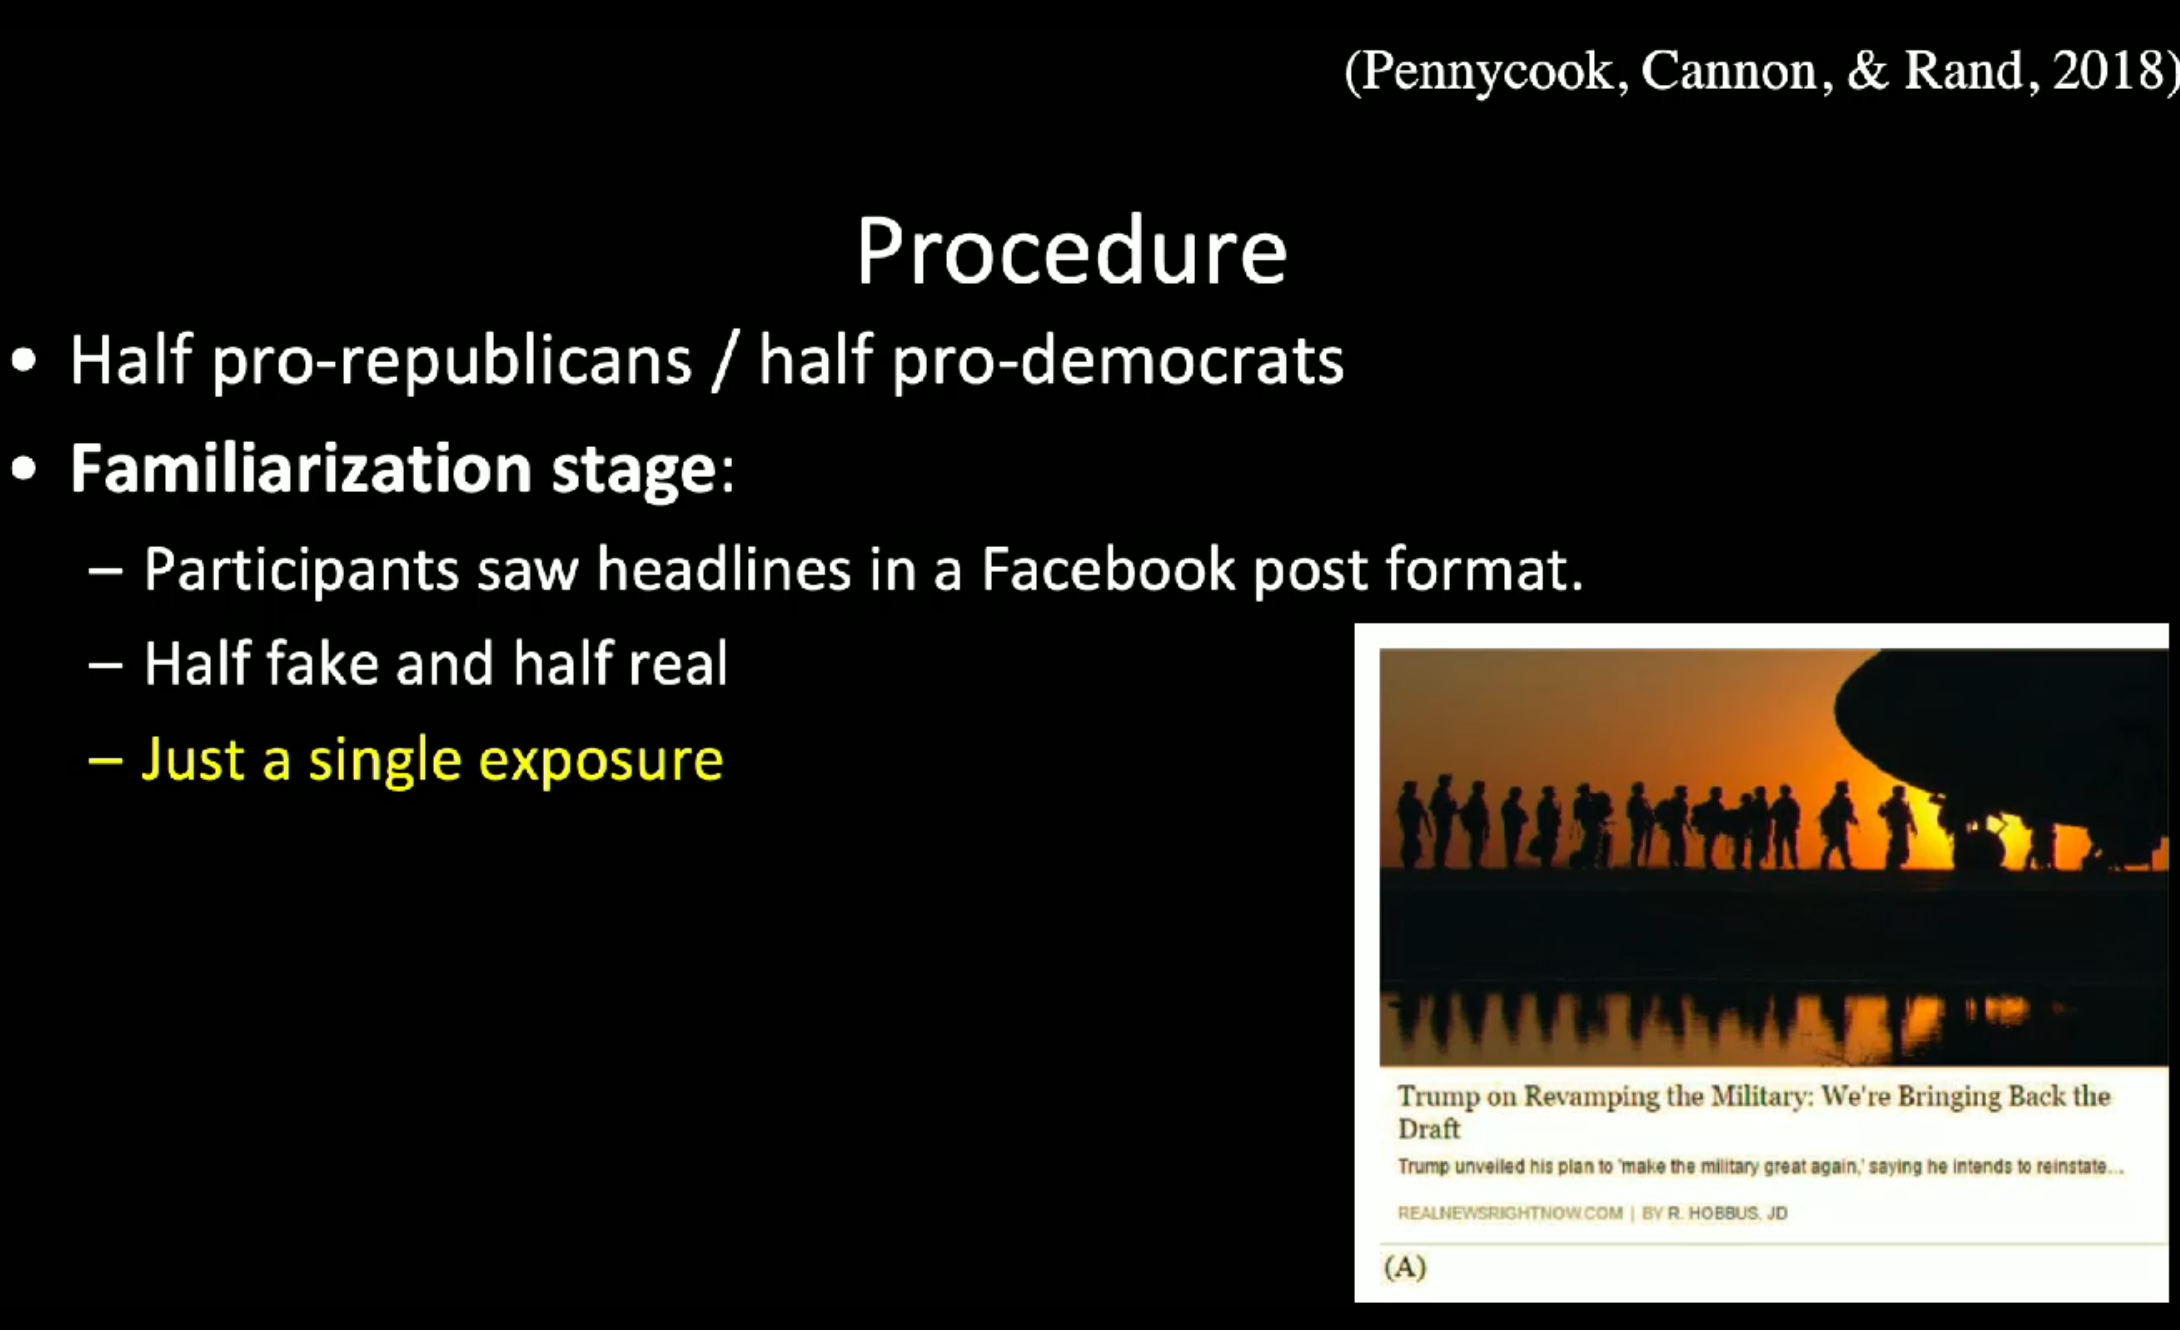 (Pennycook, Cannon, & Rand, 2018)
Procedure
• Half pro-republicans / half pro-democrats
• Familiarization stage:
– Participants saw headlines in a Facebook post format.
– Half fake and half real
– Just a single exposure
Trump on Revamping the Military: We're Bringing Back the
Draft
Trump unveiled his plan to 'make the military great again,' saying he intends to reinstate...
REALNEWSRIGHTNOW.COM | BY R. HOBBUS, JD
(A)